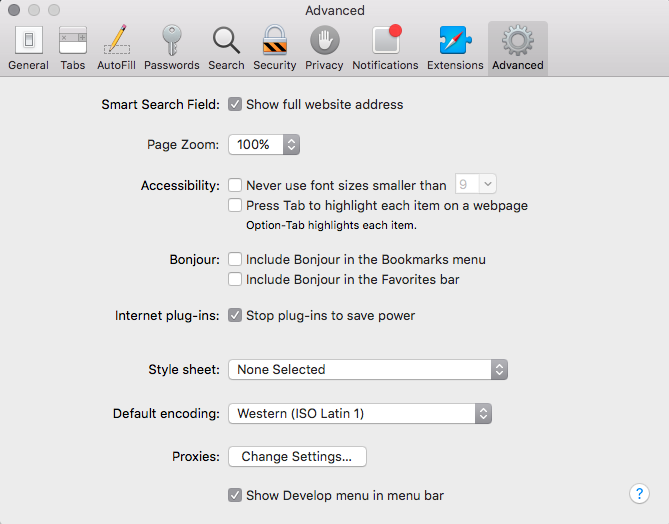 Advanced
General Tabs AutoFill Passwords Search Security Privacy Notifications Extensions Advanced
Smart Search Field: Show full website address
Page Zoom: 100%
Accessibility: Never use font sizes smaller than 9
Press Tab to highlight each item on a webpage
Option-Tab highlights each item.
Bonjour: Include Bonjour in the Bookmarks menu
Include Bonjour in the Favorites bar
Internet plug-ins: Stop plug-ins to save power
Style sheet: None Selected
Default encoding: Western (ISO Latin 1)
Proxies: Change Settings...
Show Develop menu in menu bar
?